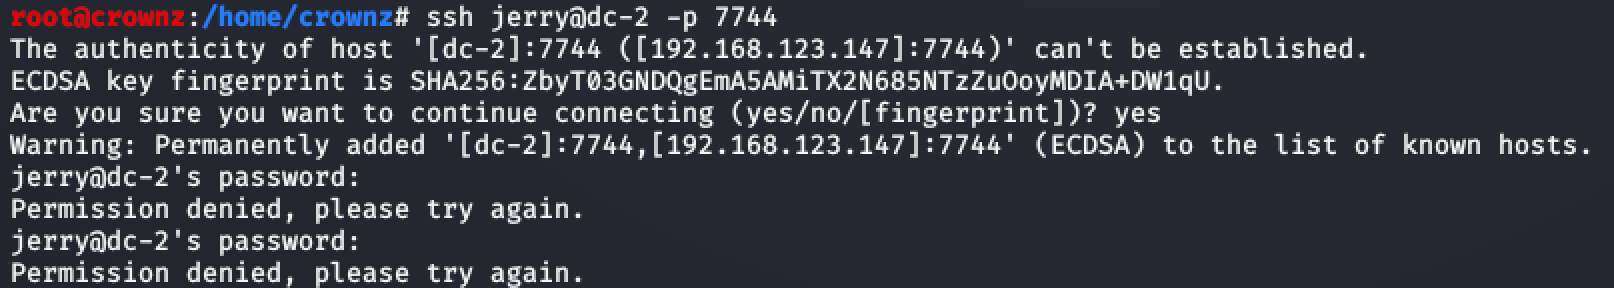 root@crownz:/home/crownz# ssh jerry@dc-2 -p 7744
The authenticity of host '[dc-2]:7744 ([192.168.123.147]:7744)' can't be established.
ECDSA key fingerprint is SHA256:ZbyT03GNDQgEmA5AMiTX2N685NTzZuOoyMDIA+DW1qU.
Are you sure you want to continue connecting (yes/no/[fingerprint])? yes
Warning: Permanently added '[dc-2]:7744,[192.168.123.147]:7744' (ECDSA) to the list of known hosts.
jerry@dc-2's password:
Permission denied, please try again.
jerry@dc-2's password:
Permission denied, please try again.